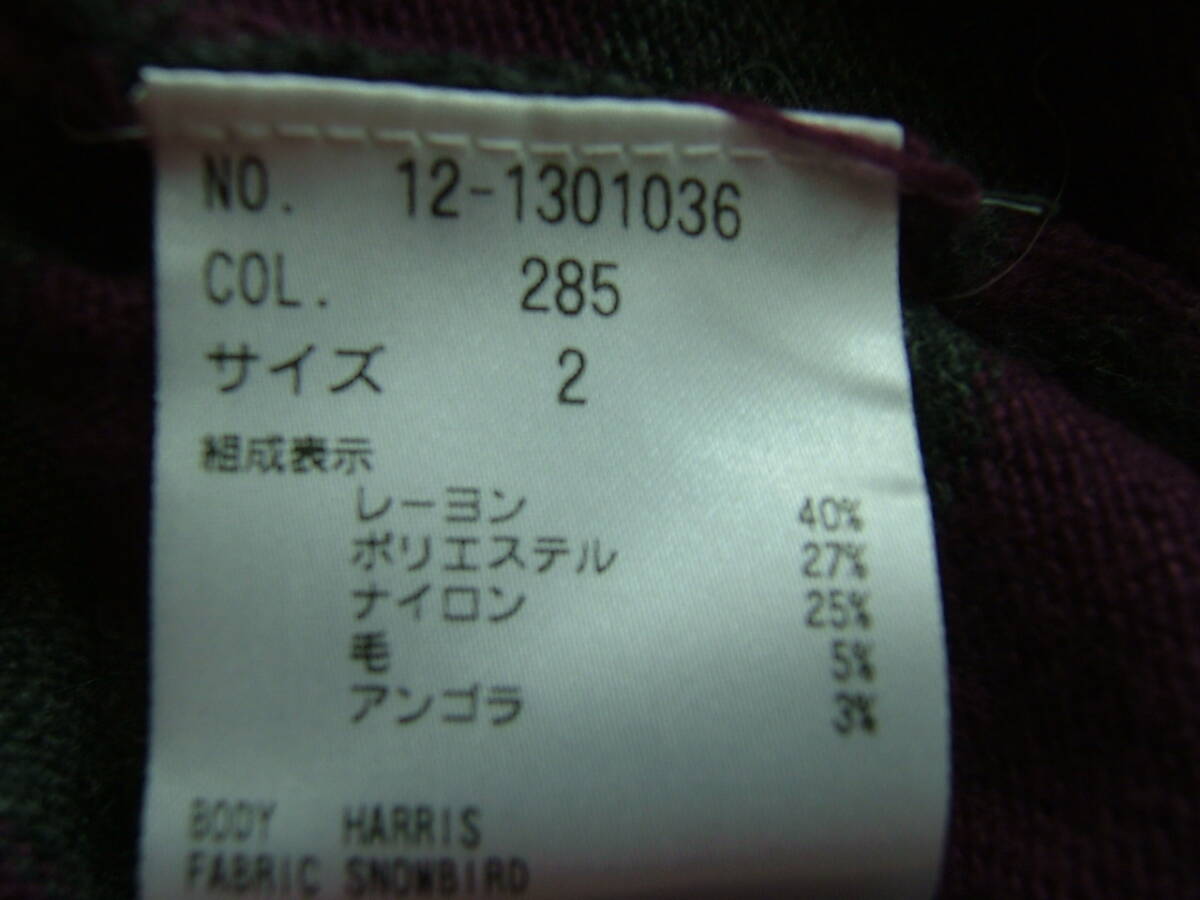 NO. 12-1301036
COL. 285
サイズ 2
組成表示
レーヨン 40%
ポリエステル 27%
ナイロン 25%
毛 5%
アンゴラ 3%
BODY HARRIS
FABRIC SNOWBIRD